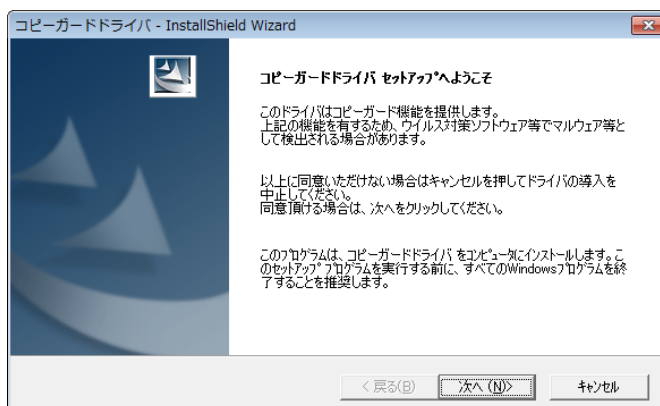 コピーガードドライバ - InstallShield Wizard
コピーガードドライバ セットアップへようこそ
このドライバはコピーガード機能を提供します。
上記の機能を有するため、ウイルス対策ソフトウェア等でマルウェア等と
して検出される場合があります。
以上に同意いただけない場合はキャンセルを押してドライバの導入を
中止してください。
同意頂ける場合は、次へをクリックしてください。
このプログラムは、コピーガードドライバ をコンピュータにインストールします。こ
のセットアップ プログラムを実行する前に、すべてのWindowsプログラムを終
了することを推奨します。
< 戻る(B) 次へ (N)> キャンセル